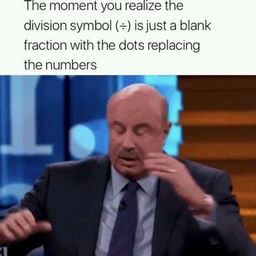 The moment you realize the
division symbol (÷) is just a blank
fraction with the dots replacing
the numbers